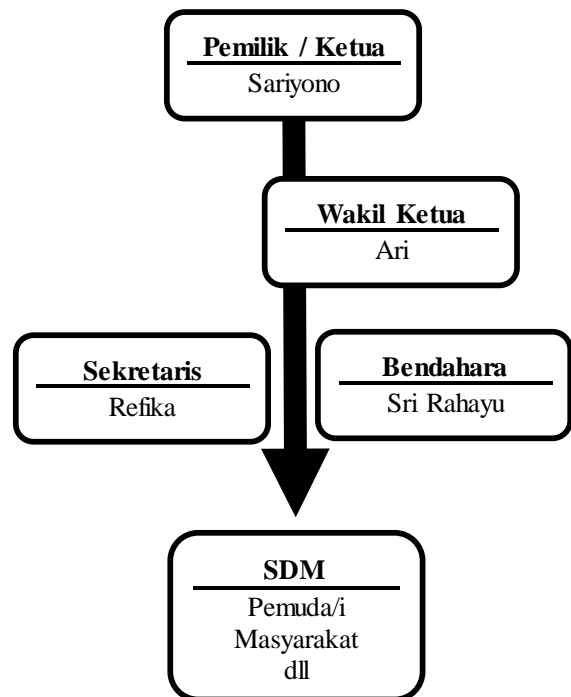 Pemilik / Ketua
Sariyono
Wakil Ketua
Ari
Sekretaris
Refika
Bendahara
Sri Rahayu
SDM
Pemuda/i
Masyarakat
dll